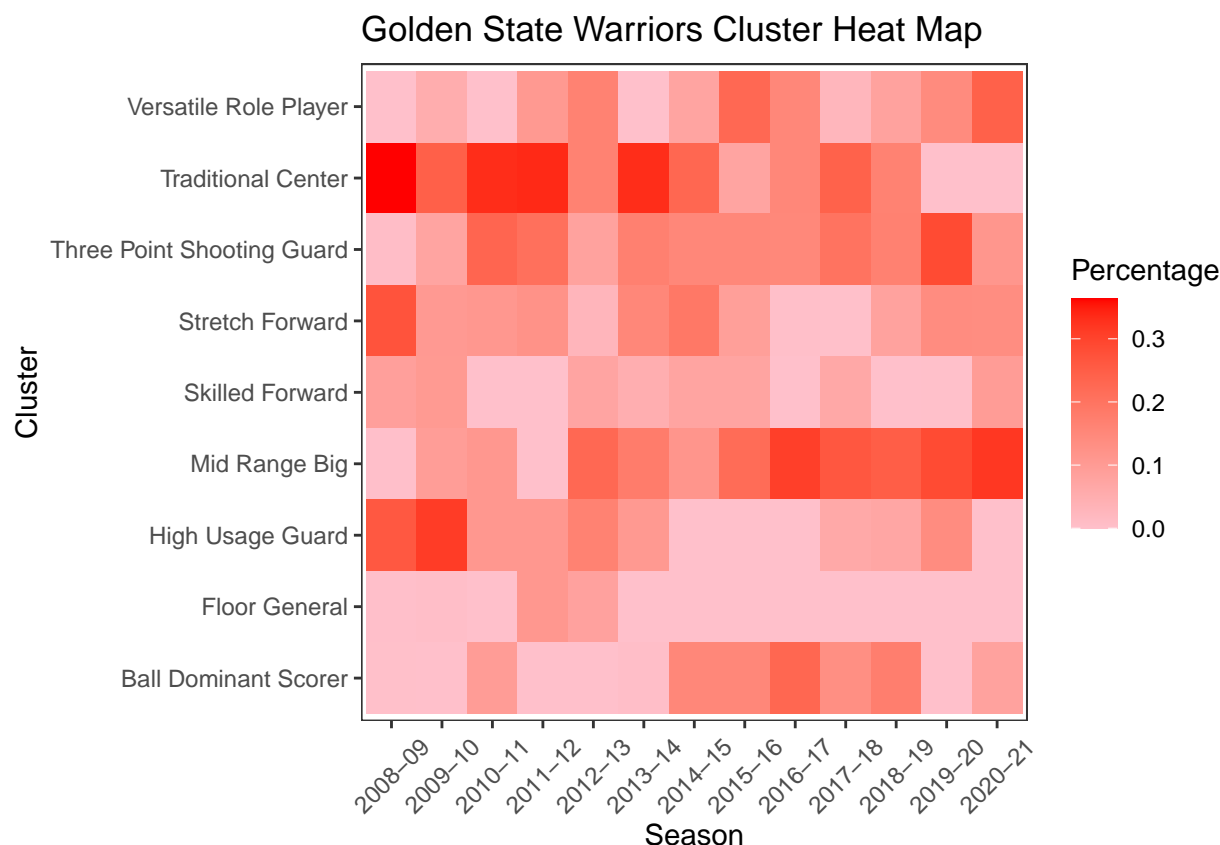 Golden State Warriors Cluster Heat Map
Cluster
Versatile Role Player
Traditional Center
Three Point Shooting Guard
Stretch Forward
Skilled Forward
Mid Range Big
High Usage Guard
Floor General
Ball Dominant Scorer
2008–09
2009–10
2010–11
2011–12
2012–13
2013–14
2014–15
2015–16
2016–17
2017–18
2018–19
2019–20
2020–21
Season
Percentage
0.3
0.2
0.1
0.0